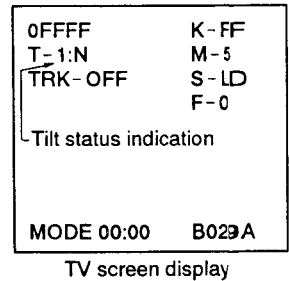 0FFFF K-FF
T-1:N M-5
TRK-OFF S-LD
F-0
Tilt status indication
MODE 00:00 B029A
TV screen display